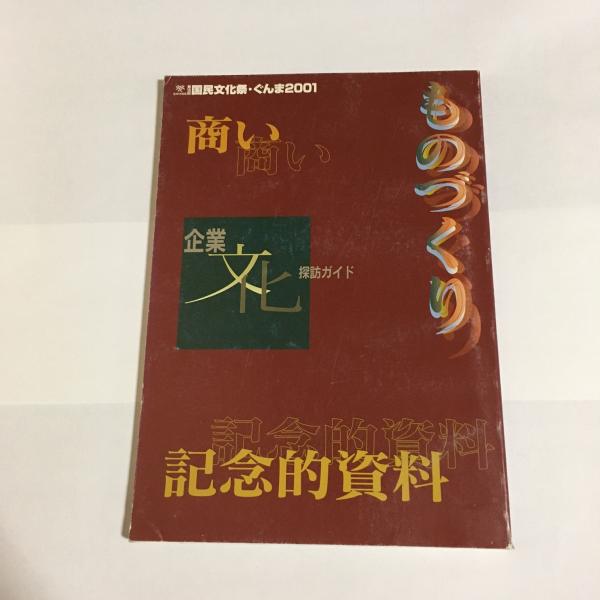 国民文化祭・ぐんま2001
商い
商い
ものづくり
企業
文化
探訪ガイド
記念的資料
記念的資料